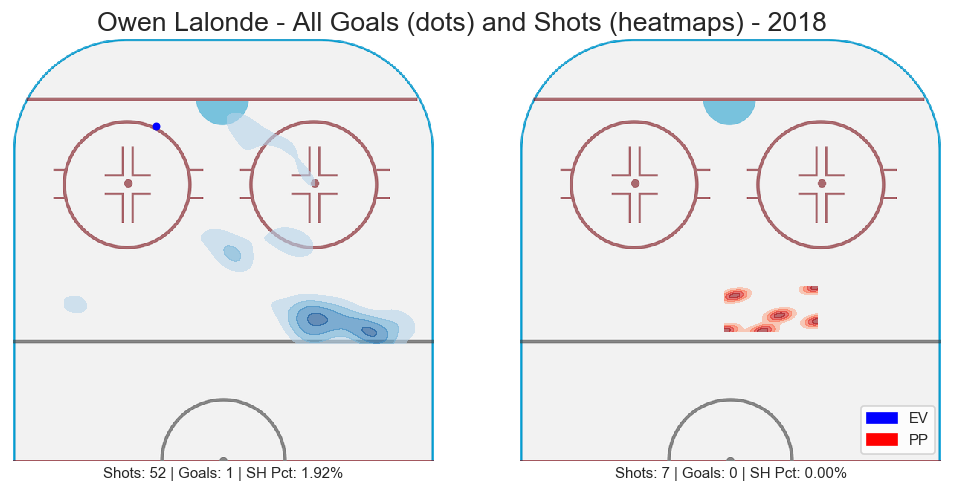 Owen Lalonde - All Goals (dots) and Shots (heatmaps) - 2018
EV
PP
Shots: 52 | Goals: 1 | SH Pct: 1.92%
Shots: 7 | Goals: 0 | SH Pct: 0.00%